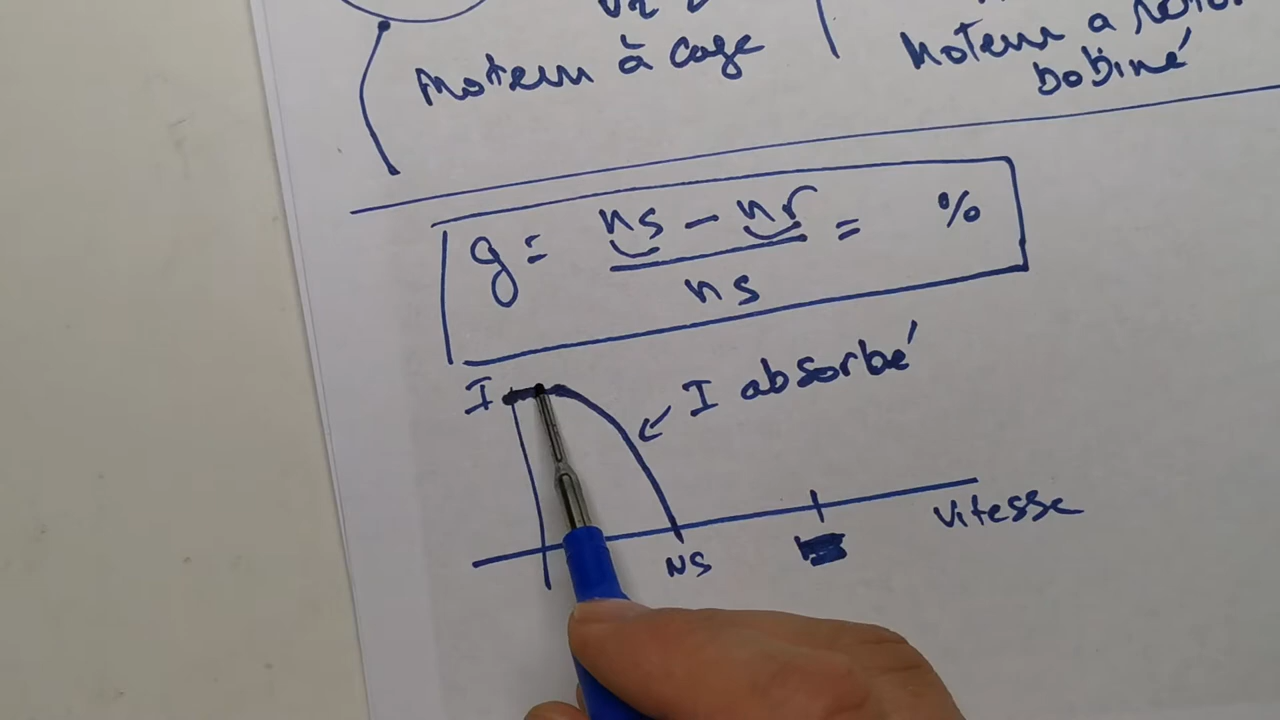 Moteur à cage
Moteur a rotor
bobiné
g = ns - nr = %
ns
I
I absorbé
Vitesse
NS